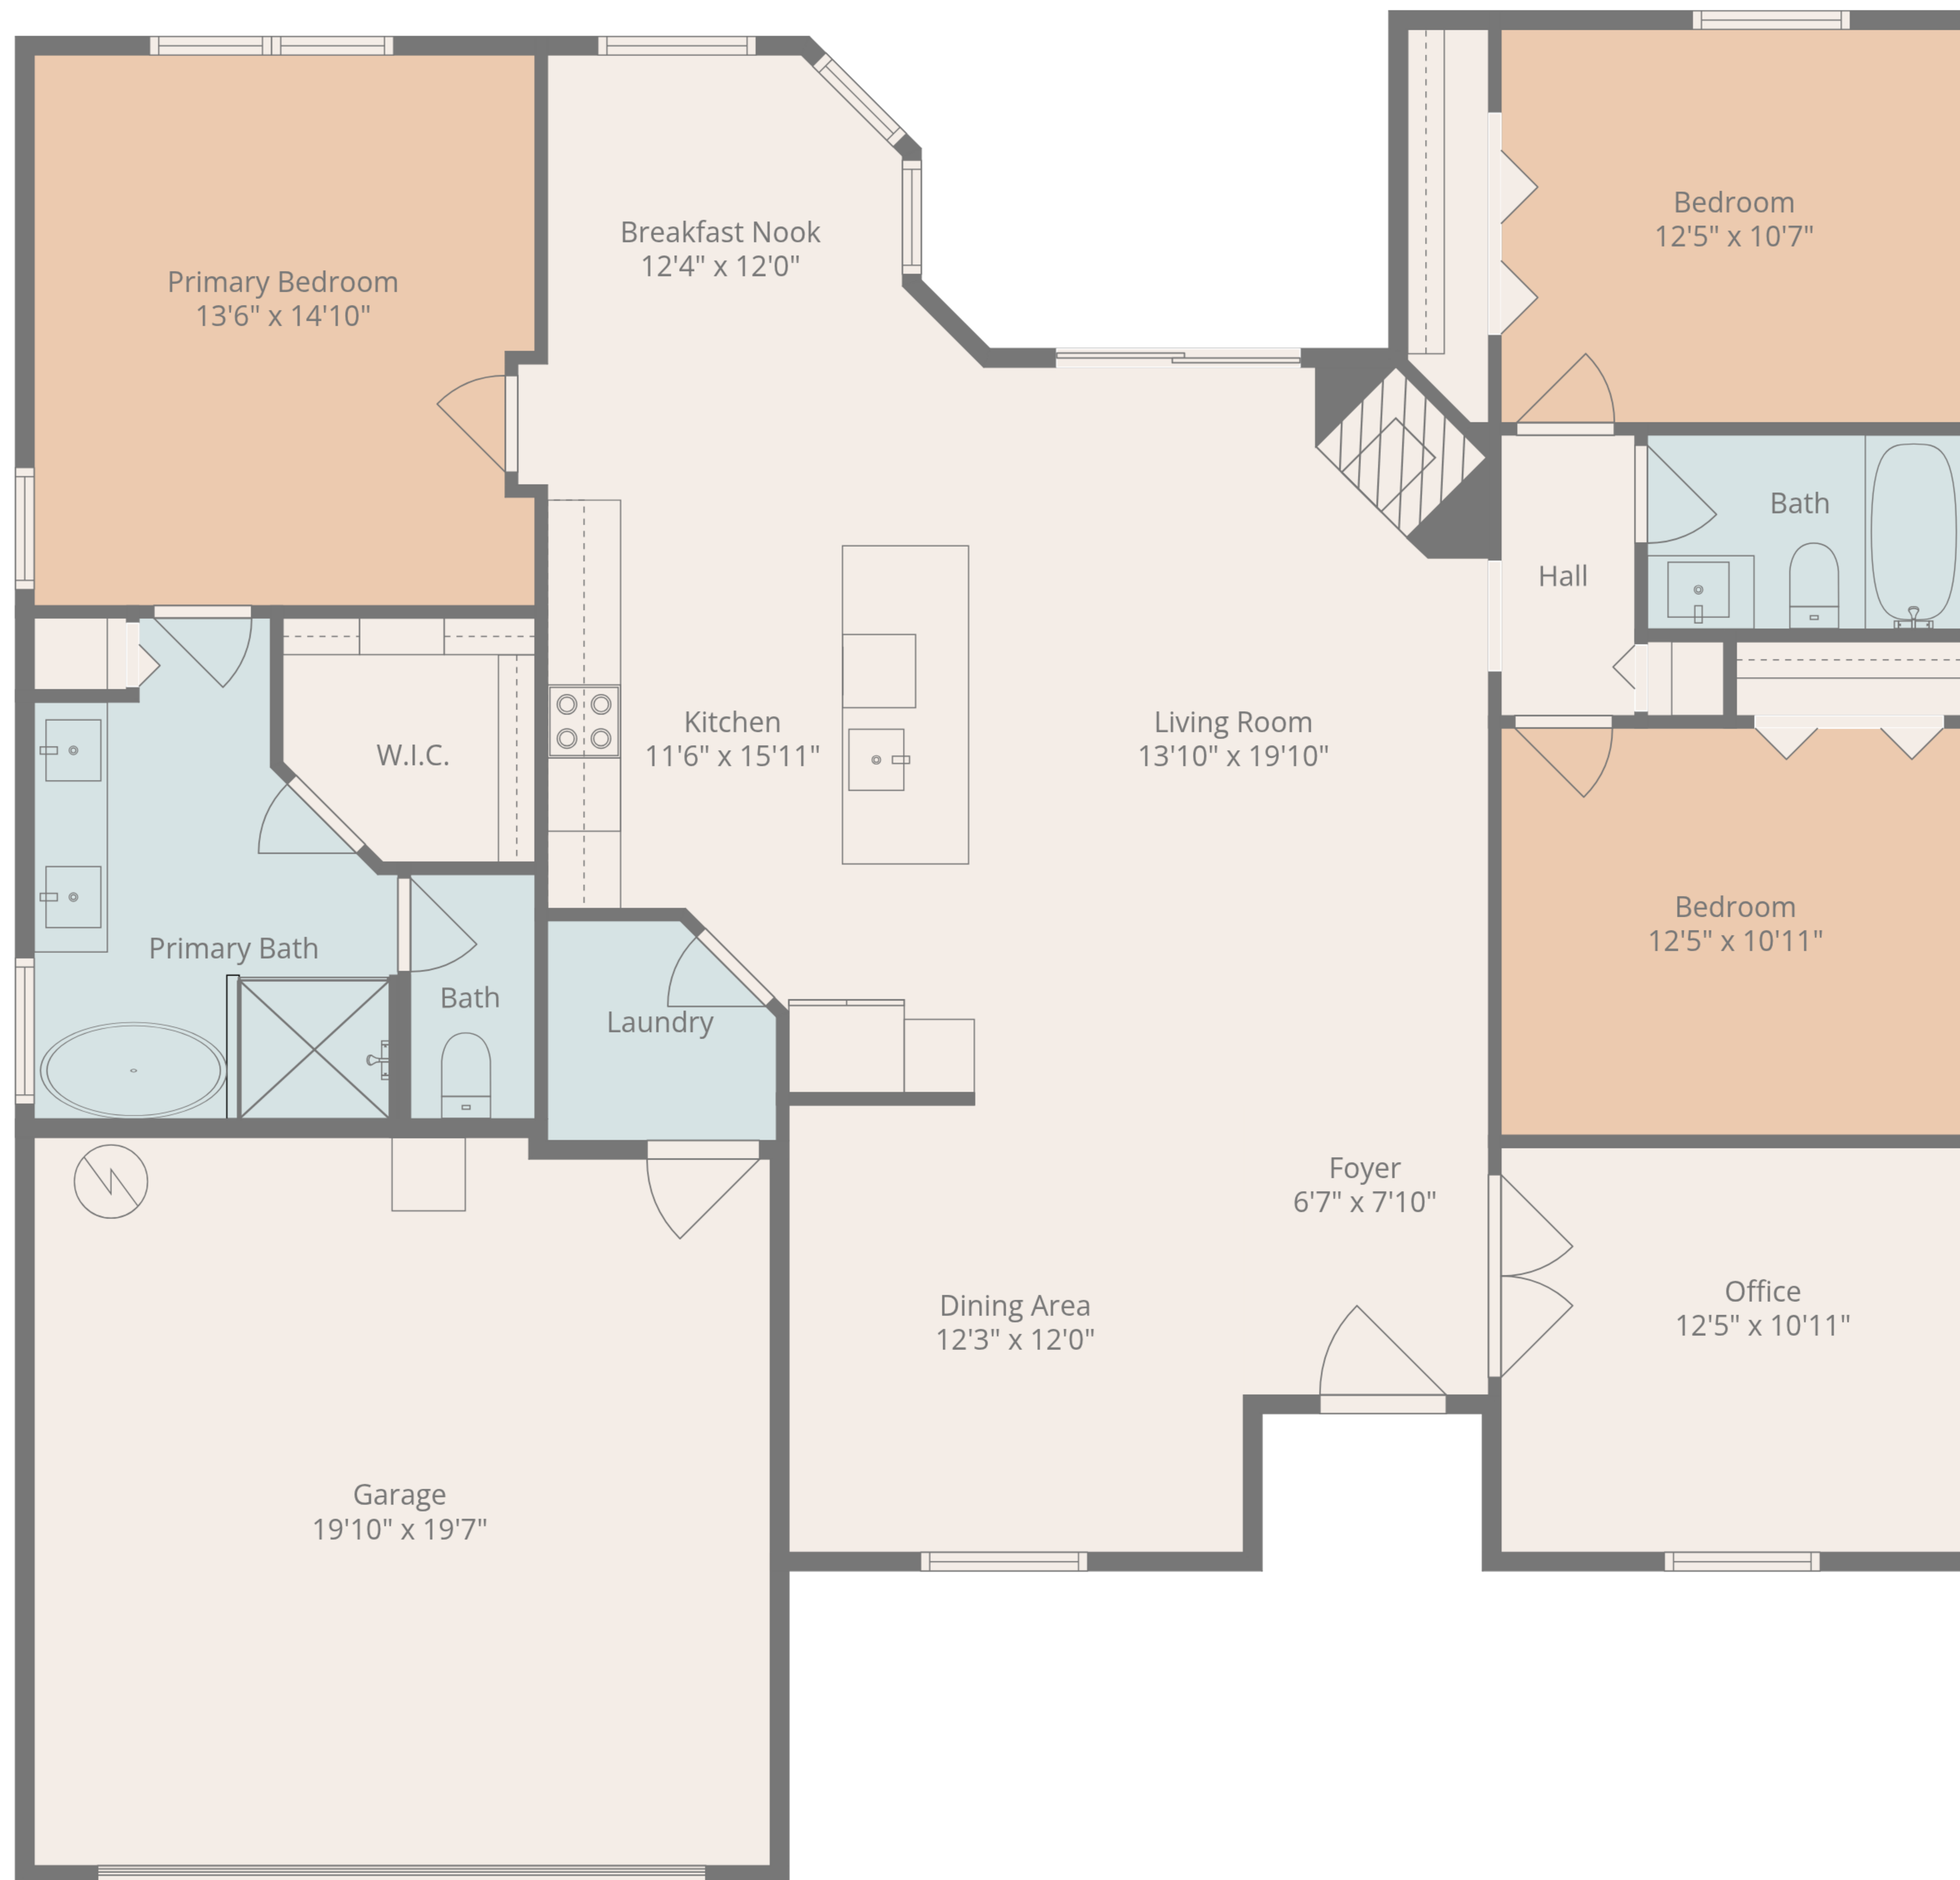 Bedroom
12'5" x 10'7"
Breakfast Nook
12'4" x 12'0"
Primary Bedroom
13'6" x 14'10"
Bath
Hall
Kitchen
11'6" x 15'11"
Living Room
13'10" x 19'10"
W.I.C.
Bedroom
12'5" x 10'11"
Primary Bath
Bath
Laundry
Foyer
6'7" x 7'10"
Office
12'5" x 10'11"
Dining Area
12'3" x 12'0"
Garage
19'10" x 19'7"